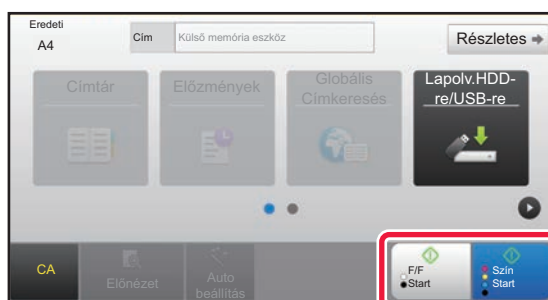 Eredeti
A4
Cím
Külső memória eszköz
Részletes
Címtár
Előzmények
Globális
Címkeresés
Lapolv.HDD-
re/USB-re
CA
Előnézet
Auto
beállítás
F/F
Start
Szín
Start